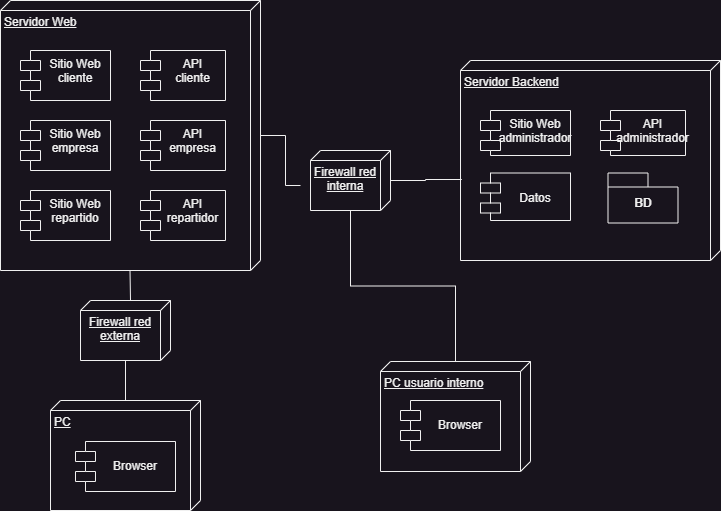 Servidor Web
Sitio Web
cliente
API
cliente
Sitio Web
empresa
API
empresa
Sitio Web
repartido
API
repartidor
Firewall red
interna
Servidor Backend
Sitio Web
administrador
API
administrador
Datos
BD
Firewall red
externa
PC
Browser
PC usuario interno
Browser